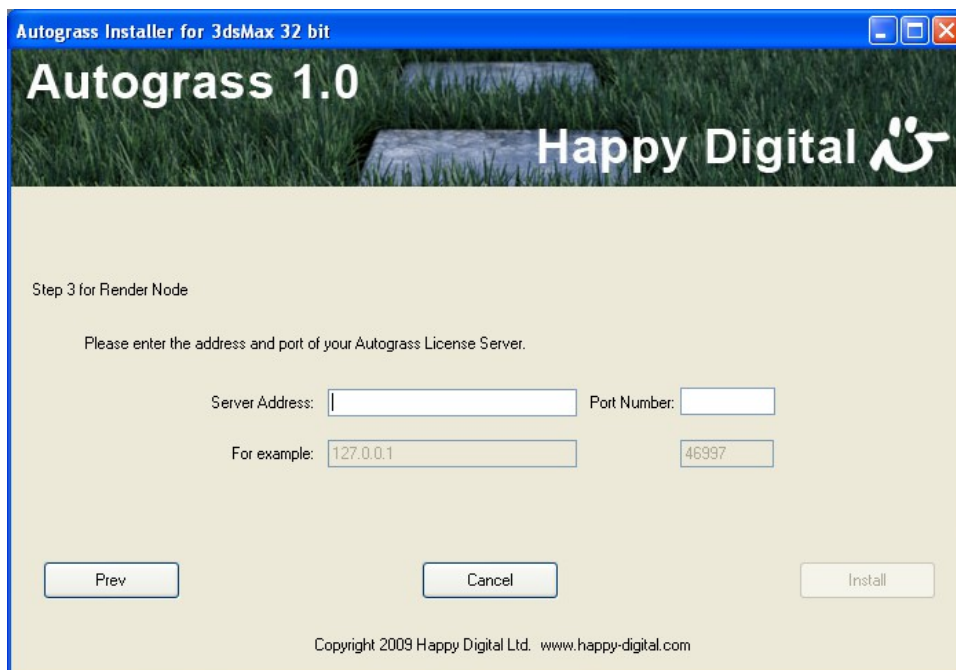 Autograss Installer for 3dsMax 32 bit
Autograss 1.0
Happy Digital
Step 3 for Render Node
Please enter the address and port of your Autograss License Server.
Server Address: Port Number:
For example: 127.0.0.1 46997
Prev Cancel Install
Copyright 2009 Happy Digital Ltd. www.happy-digital.com